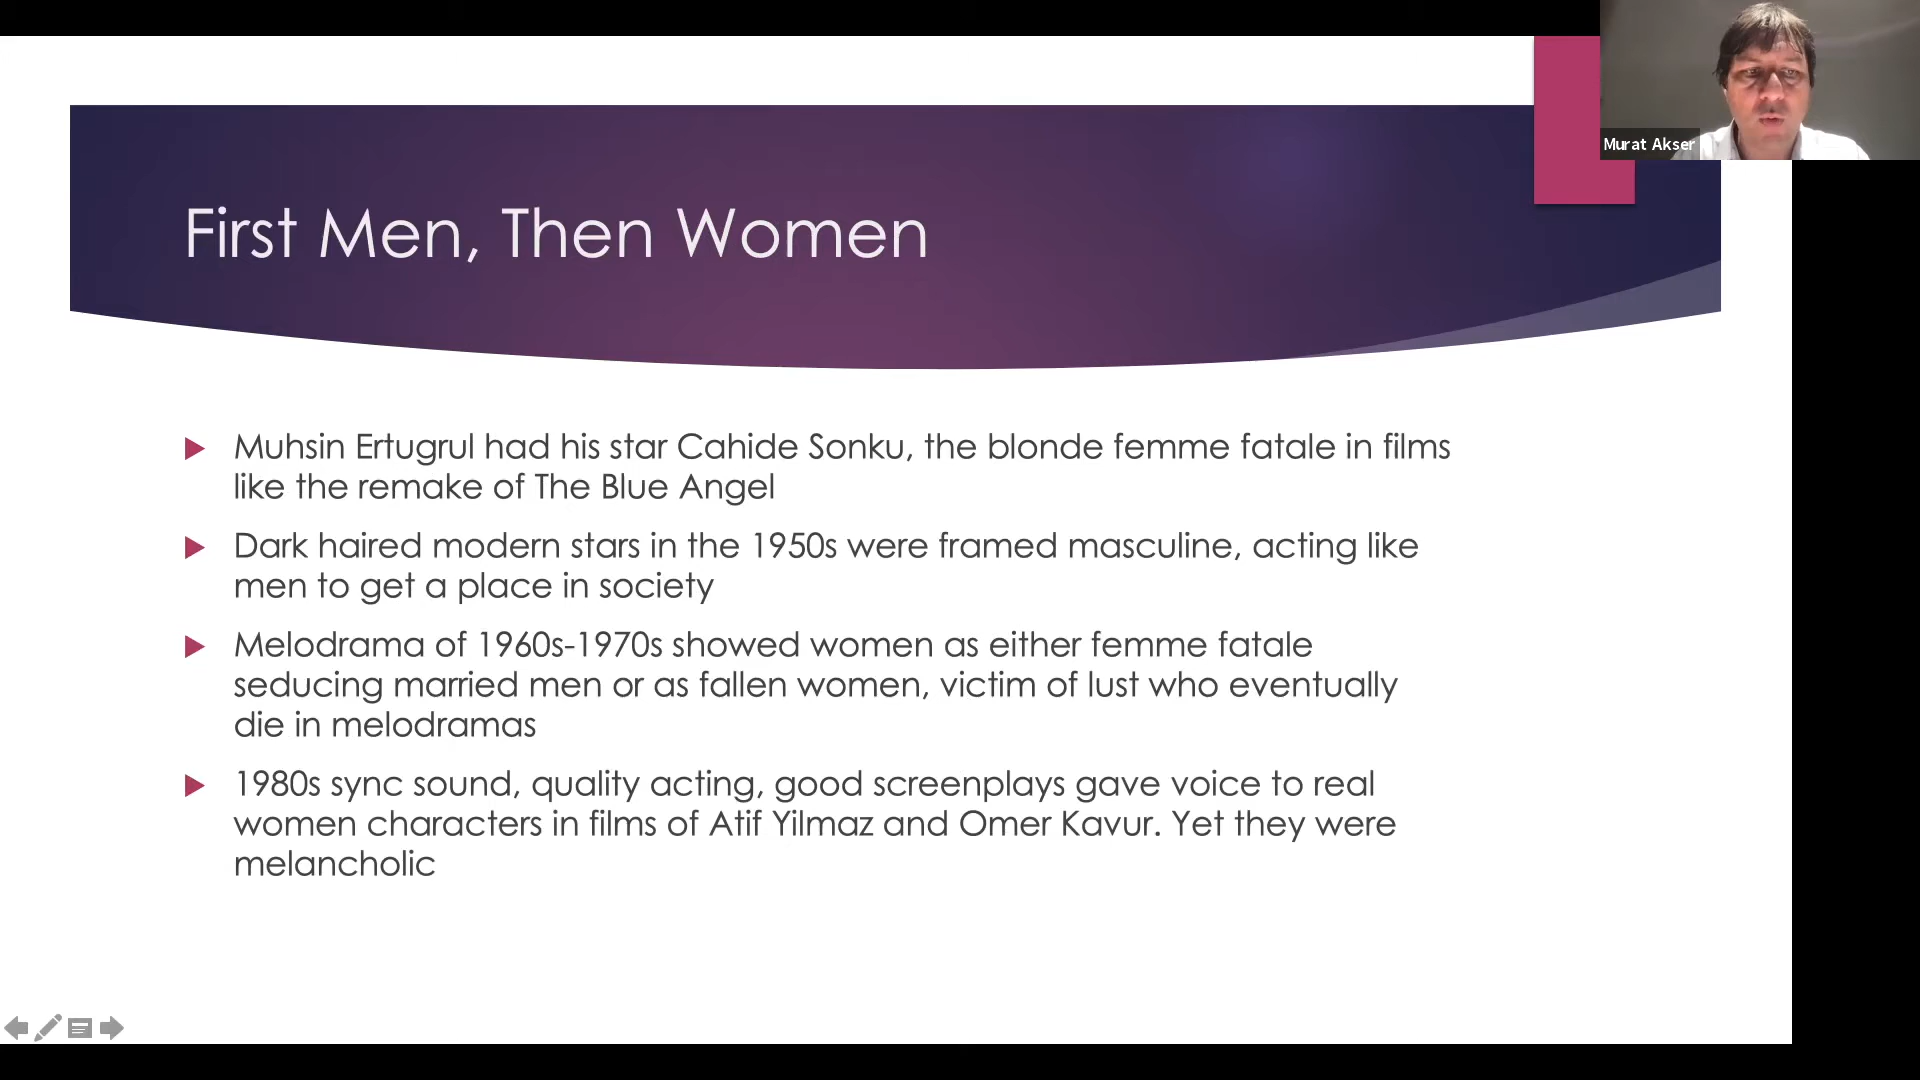 Murat Akser
First Men, Then Women
Muhsin Ertugrul had his star Cahide Sonku, the blonde femme fatale in films
like the remake of The Blue Angel
Dark haired modern stars in the 1950s were framed masculine, acting like
men to get a place in society
Melodrama of 1960s-1970s showed women as either femme fatale
seducing married men or as fallen women, victim of lust who eventually
die in melodramas
1980s sync sound, quality acting, good screenplays gave voice to real
women characters in films of Atif Yilmaz and Omer Kavur. Yet they were
melancholic